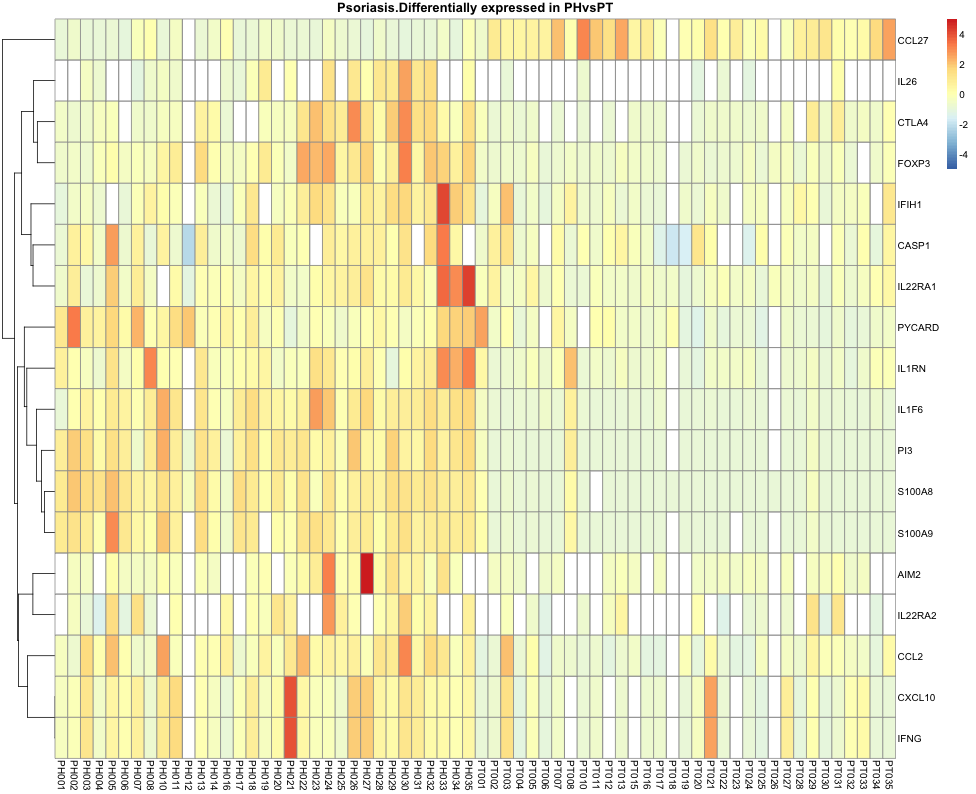 Psoriasis.Differentially expressed in PHvsPT
CCL27
IL26
CTLA4
FOXP3
IFIH1
CASP1
IL22RA1
PYCARD
IL1RN
IL1F6
PI3
S100A8
S100A9
AIM2
IL22RA2
CCL2
CXCL10
IFNG
4
2
0
-2
-4
PH001
PH002
PH003
PH004
PH005
PH006
PH007
PH008
PH010
PH011
PH012
PH013
PH014
PH016
PH017
PH018
PH019
PH020
PH021
PH022
PH023
PH024
PH025
PH026
PH027
PH028
PH029
PH030
PH031
PH032
PH033
PH034
PH035
PT001
PT002
PT003
PT004
PT005
PT006
PT007
PT008
PT010
PT011
PT012
PT013
PT015
PT016
PT017
PT018
PT019
PT020
PT021
PT022
PT023
PT024
PT025
PT026
PT027
PT028
PT029
PT030
PT031
PT032
PT033
PT034
PT035